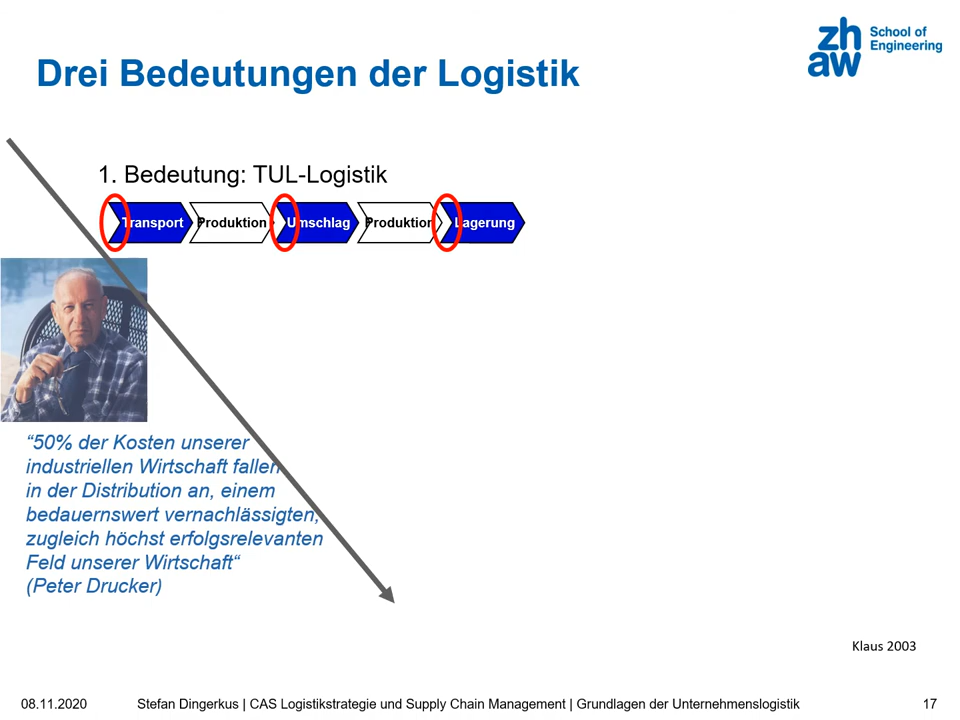 zh
aw
School of
Engineering
Drei Bedeutungen der Logistik
1. Bedeutung: TUL-Logistik
Transport Produktion Umschlag Produktion Lagerung
“50% der Kosten unserer
industriellen Wirtschaft fallen
in der Distribution an, einem
bedauernswert vernachlässigten,
zugleich höchst erfolgsrelevanten
Feld unserer Wirtschaft“
(Peter Drucker)
Klaus 2003
08.11.2020 Stefan Dingerkus | CAS Logistikstrategie und Supply Chain Management | Grundlagen der Unternehmenslogistik 17